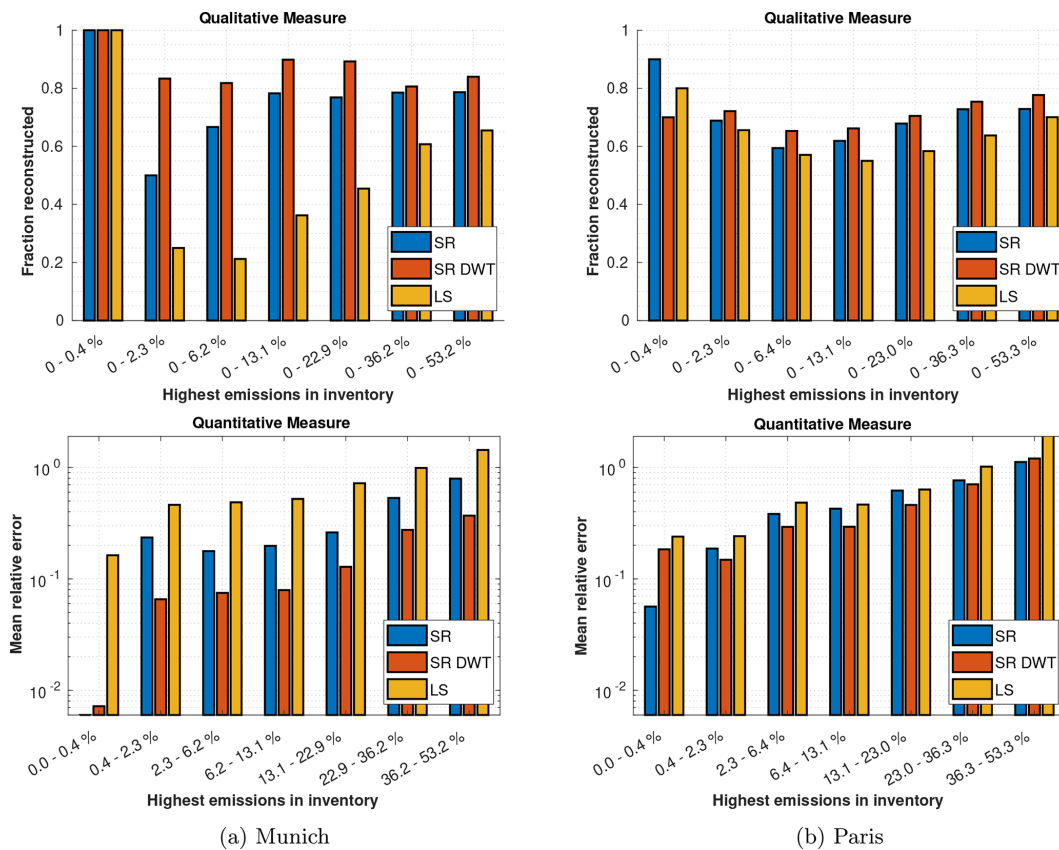 Qualitative Measure
1
0.8
0.6
0.4
0.2
0
Fraction reconstructed
SR
SR DWT
LS
0 - 0.4 %
0 - 2.3 %
0 - 6.2 %
0 - 13.1 %
0 - 22.9 %
0 - 36.2 %
0 - 53.2 %
Highest emissions in inventory
Qualitative Measure
1
0.8
0.6
0.4
0.2
0
Fraction reconstructed
SR
SR DWT
LS
0 - 0.4 %
0 - 2.3 %
0 - 6.4 %
0 - 13.1 %
0 - 23.0 %
0 - 36.3 %
0 - 53.3 %
Highest emissions in inventory
Quantitative Measure
10^0
10^-1
10^-2
Mean relative error
SR
SR DWT
LS
0.0 - 0.4 %
0.4 - 2.3 %
2.3 - 6.2 %
6.2 - 13.1 %
13.1 - 22.9 %
22.9 - 36.2 %
36.2 - 53.2 %
Highest emissions in inventory
(a) Munich
Quantitative Measure
10^0
10^-1
10^-2
Mean relative error
SR
SR DWT
LS
0.0 - 0.4 %
0.4 - 2.3 %
2.3 - 6.4 %
6.4 - 13.1 %
13.1 - 23.0 %
23.0 - 36.3 %
36.3 - 53.3 %
Highest emissions in inventory
(b) Paris